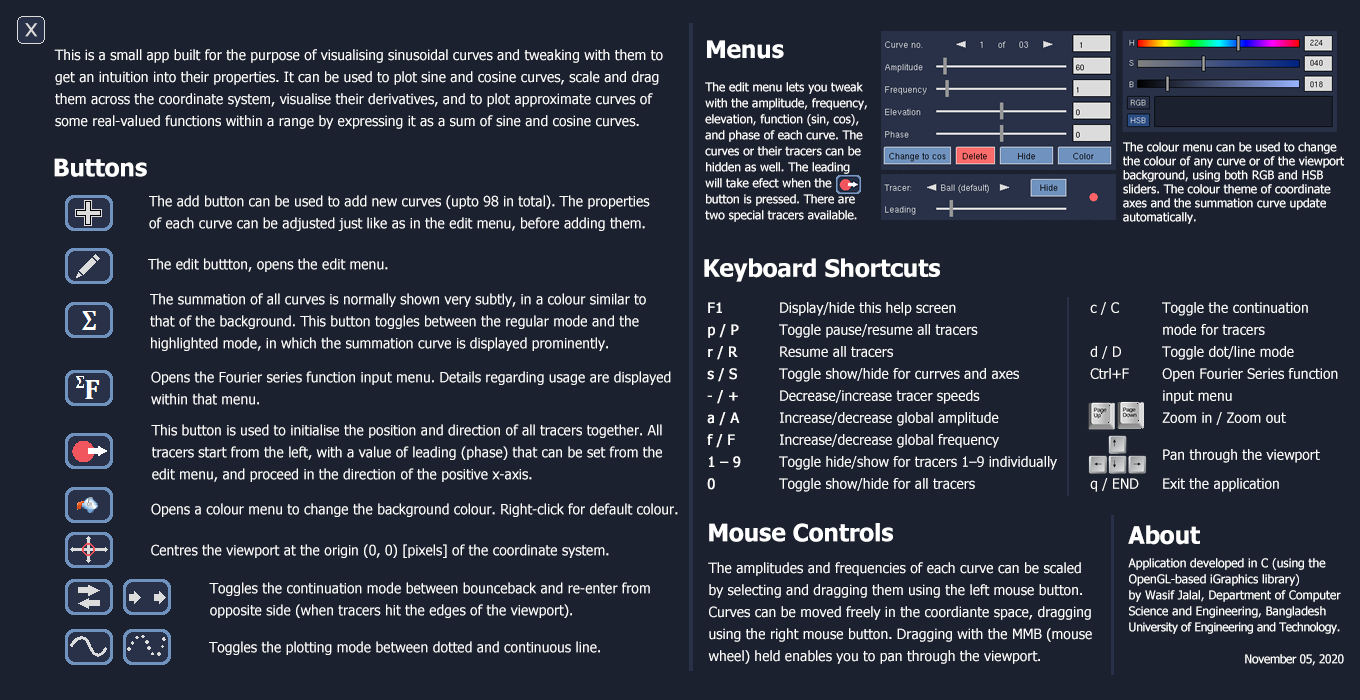 X
This is a small app built for the purpose of visualising sinusoidal curves and tweaking with them to
get an intuition into their properties. It can be used to plot sine and cosine curves, scale and drag
them across the coordinate system, visualise their derivatives, and to plot approximate curves of
some real-valued functions within a range by expressing it as a sum of sine and cosine curves.
Buttons
The add button can be used to add new curves (upto 98 in total). The properties
of each curve can be adjusted just like as in the edit menu, before adding them.
The edit buttton, opens the edit menu.
Σ
The summation of all curves is normally shown very subtly, in a colour similar to
that of the background. This button toggles between the regular mode and the
highlighted mode, in which the summation curve is displayed prominently.
ΣF
Opens the Fourier series function input menu. Details regarding usage are displayed
within that menu.
This button is used to initialise the position and direction of all tracers together. All
tracers start from the left, with a value of leading (phase) that can be set from the
edit menu, and proceed in the direction of the positive x-axis.
Opens a colour menu to change the background colour. Right-click for default colour.
Centres the viewport at the origin (0, 0) [pixels] of the coordinate system.
Toggles the continuation mode between bounceback and re-enter from
opposite side (when tracers hit the edges of the viewport).
Toggles the plotting mode between dotted and continuous line.
Menus
The edit menu lets you tweak
with the amplitude, frequency,
elevation, function (sin, cos),
and phase of each curve. The
curves or their tracers can be
hidden as well. The leading
will take efect when the
button is pressed. There are
two special tracers available.
Curve no. 1 of 03 1
Amplitude 60
Frequency 1
Elevation 0
Phase 0
Change to cos Delete Hide Color
Tracer: Ball (default) Hide
Leading
H 224
S 040
B 018
RGB
HSB
The colour menu can be used to change
the colour of any curve or of the viewport
background, using both RGB and HSB
sliders. The colour theme of coordinate
axes and the summation curve update
automatically.
Keyboard Shortcuts
F1 Display/hide this help screen
p / P Toggle pause/resume all tracers
r / R Resume all tracers
s / S Toggle show/hide for currves and axes
- / + Decrease/increase tracer speeds
a / A Increase/decrease global amplitude
f / F Increase/decrease global frequency
1 – 9 Toggle hide/show for tracers 1–9 individually
0 Toggle show/hide for all tracers
c / C Toggle the continuation
mode for tracers
d / D Toggle dot/line mode
Ctrl+F Open Fourier Series function
input menu
Page Up Page Down Zoom in / Zoom out
Pan through the viewport
q / END Exit the application
Mouse Controls
The amplitudes and frequencies of each curve can be scaled
by selecting and dragging them using the left mouse button.
Curves can be moved freely in the coordiante space, dragging
using the right mouse button. Dragging with the MMB (mouse
wheel) held enables you to pan through the viewport.
About
Application developed in C (using the
OpenGL-based iGraphics library)
by Wasif Jalal, Department of Computer
Science and Engineering, Bangladesh
University of Engineering and Technology.
November 05, 2020